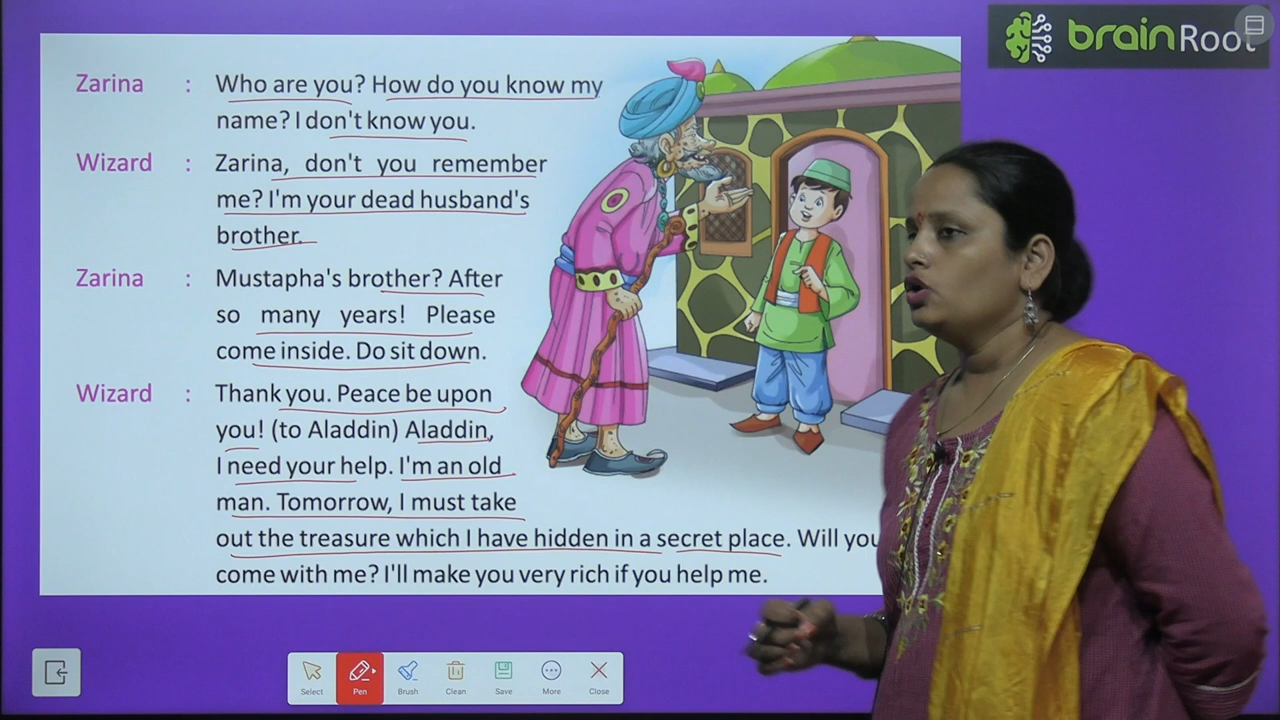 brainRoot
Zarina : Who are you? How do you know my
name? I don't know you.
Wizard : Zarina, don't you remember
me? I'm your dead husband's
brother.
Zarina : Mustapha's brother? After
so many years! Please
come inside. Do sit down.
Wizard : Thank you. Peace be upon
you! (to Aladdin) Aladdin,
I need your help. I'm an old
man. Tomorrow, I must take
out the treasure which I have hidden in a secret place. Will you
come with me? I'll make you very rich if you help me.
Select Pen Brush Clean Save More Close